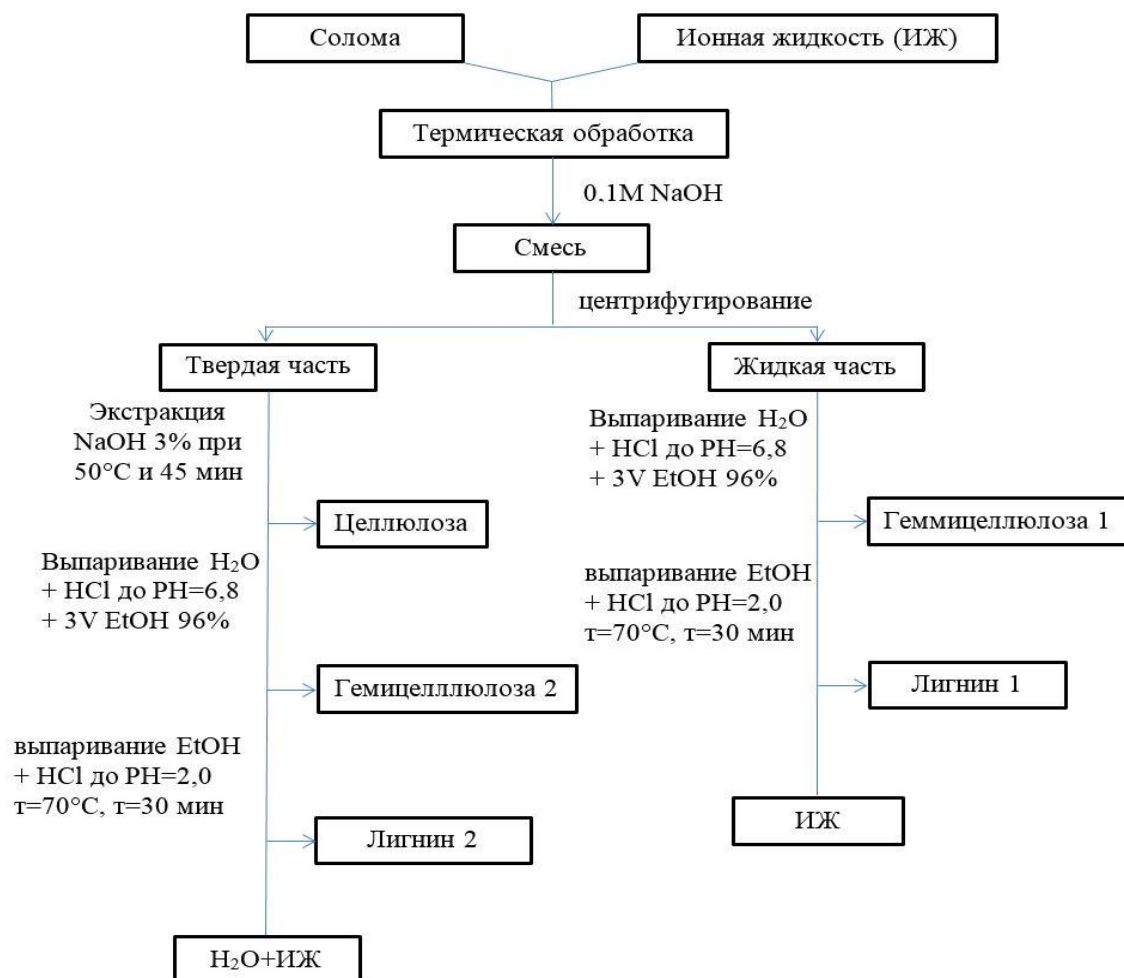 Солома
Ионная жидкость (ИЖ)
Термическая обработка
0,1М NaOH
Смесь
центрифугирование
Твердая часть
Жидкая часть
Экстракция
NaOH 3% при
50°C и 45 мин
Целлюлоза
Выпаривание H₂O
+ HCl до PH=6,8
+ 3V EtOH 96%
Гемицелллюлоза 2
выпаривание EtOH
+ HCl до PH=2,0
т=70°C, т=30 мин
Лигнин 2
H₂O+ИЖ
Выпаривание H₂O
+ HCl до PH=6,8
+ 3V EtOH 96%
Геммицеллюлоза 1
выпаривание EtOH
+ HCl до PH=2,0
т=70°C, т=30 мин
Лигнин 1
ИЖ